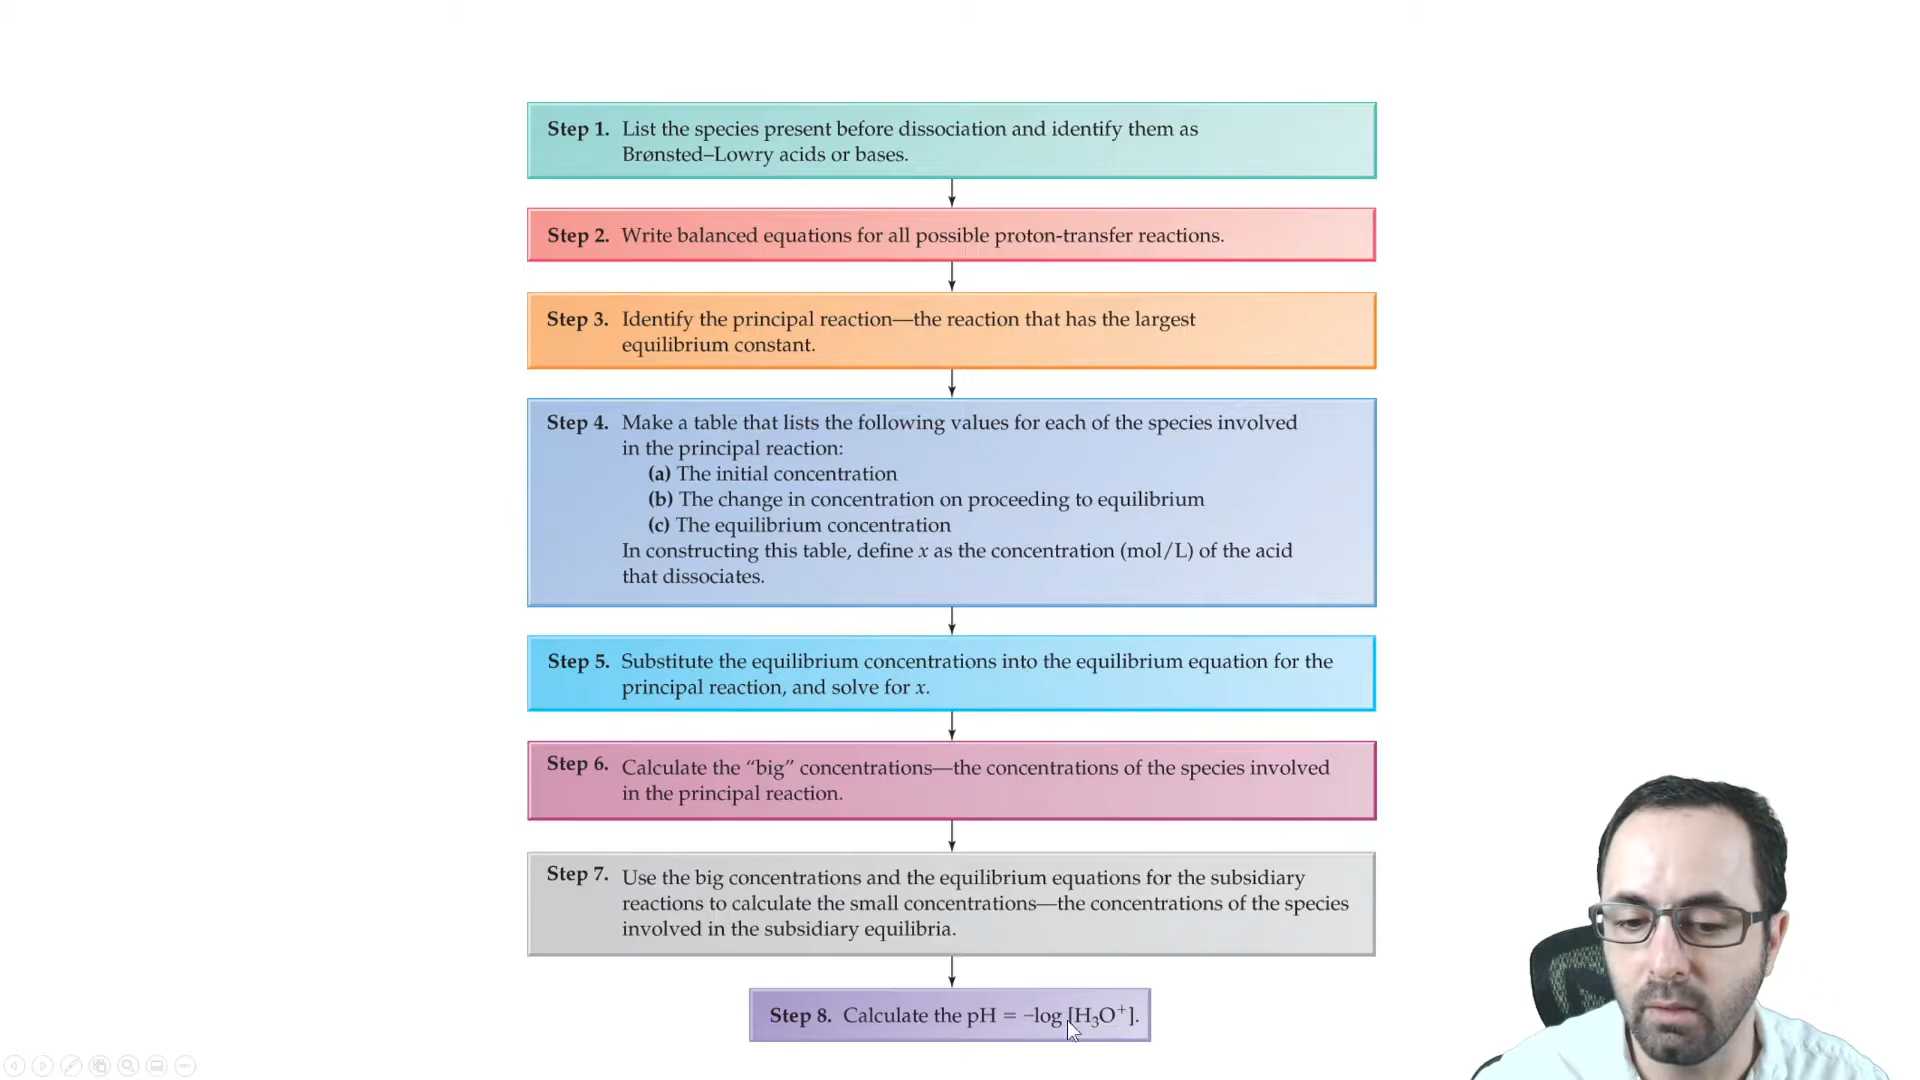 Step 1. List the species present before dissociation and identify them as
Brønsted–Lowry acids or bases.
Step 2. Write balanced equations for all possible proton-transfer reactions.
Step 3. Identify the principal reaction—the reaction that has the largest
equilibrium constant.
Step 4. Make a table that lists the following values for each of the species involved
in the principal reaction:
(a) The initial concentration
(b) The change in concentration on proceeding to equilibrium
(c) The equilibrium concentration
In constructing this table, define x as the concentration (mol/L) of the acid
that dissociates.
Step 5. Substitute the equilibrium concentrations into the equilibrium equation for the
principal reaction, and solve for x.
Step 6. Calculate the “big” concentrations—the concentrations of the species involved
in the principal reaction.
Step 7. Use the big concentrations and the equilibrium equations for the subsidiary
reactions to calculate the small concentrations—the concentrations of the species
involved in the subsidiary equilibria.
Step 8. Calculate the pH = −log [H₃O⁺].